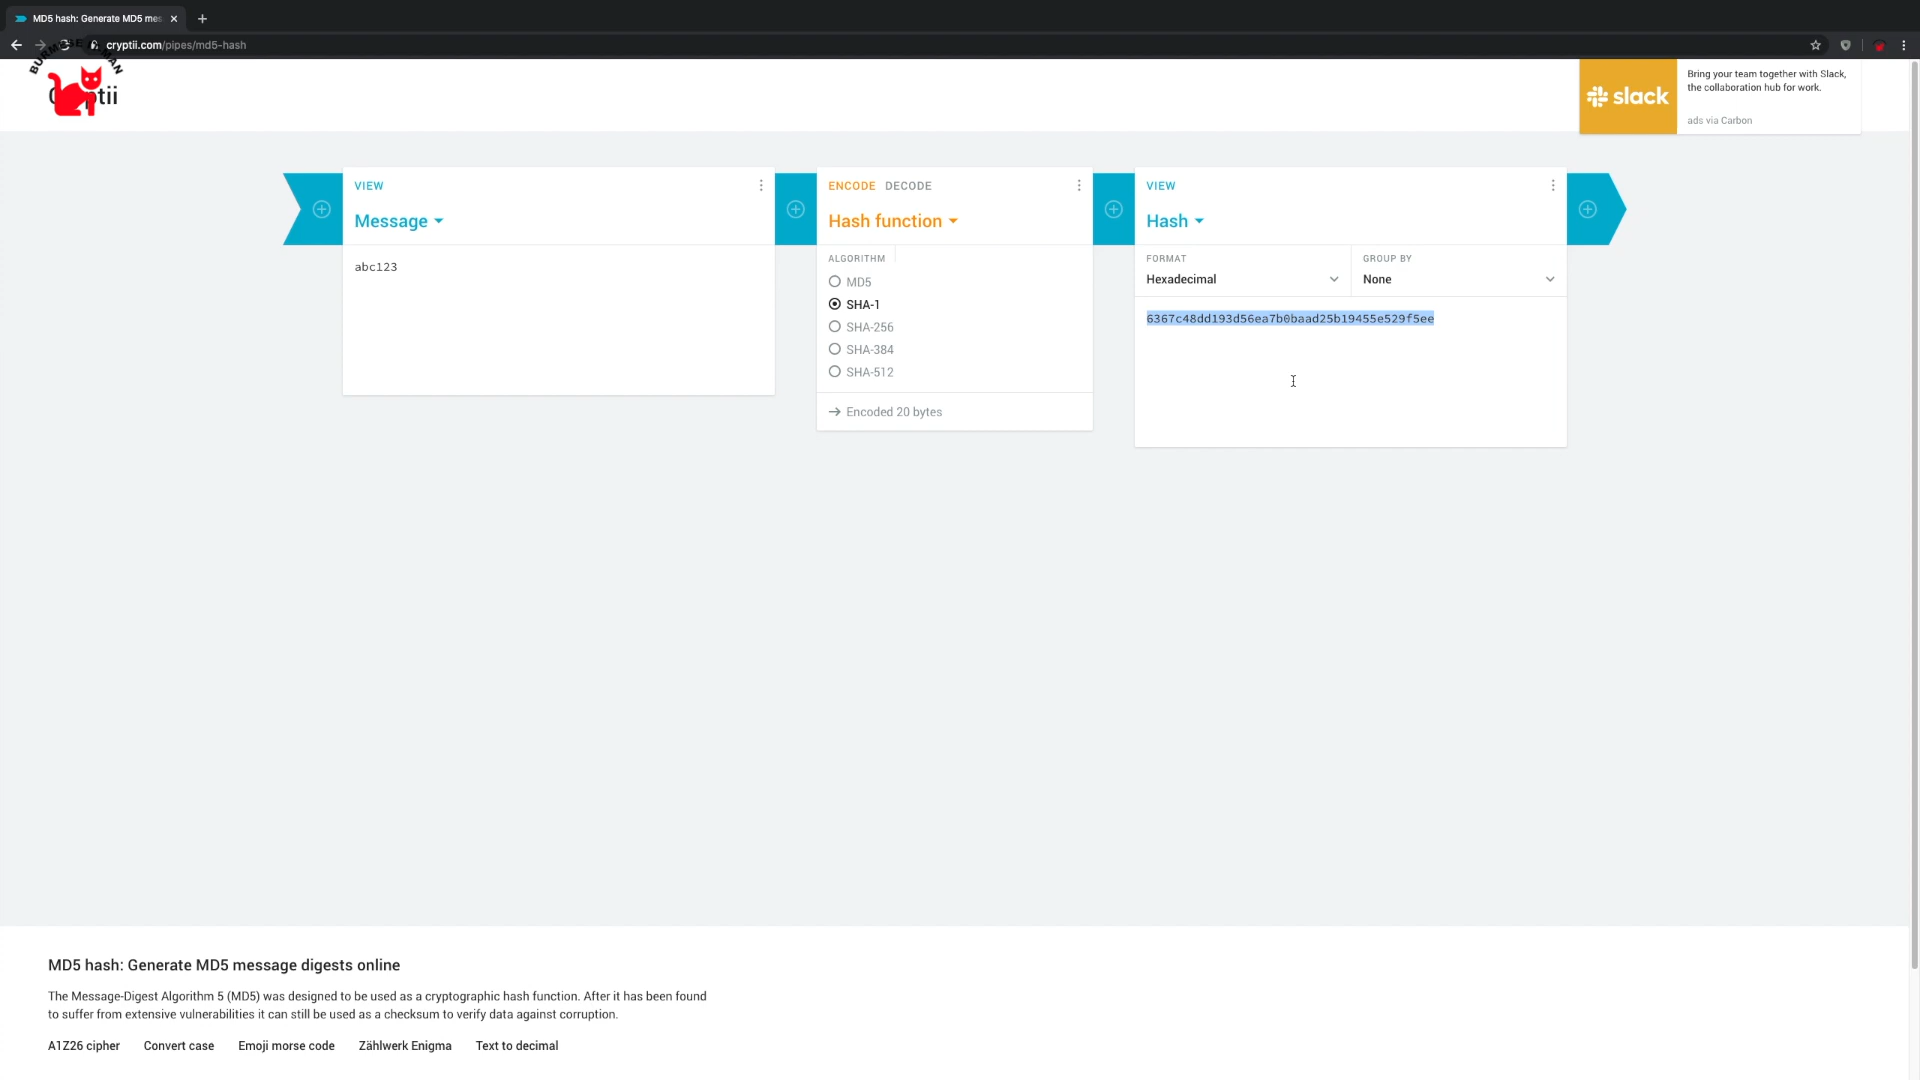 MD5 hash: Generate MD5 mes
cryptii.com/pipes/md5-hash
tii
slack
Bring your team together with Slack,
the collaboration hub for work.
ads via Carbon
VIEW
Message
abc123
ENCODE DECODE
Hash function
ALGORITHM
MD5
SHA-1
SHA-256
SHA-384
SHA-512
Encoded 20 bytes
VIEW
Hash
FORMAT
Hexadecimal
GROUP BY
None
6367c48dd193d56ea7b0baad25b19455e529f5ee
MD5 hash: Generate MD5 message digests online
The Message-Digest Algorithm 5 (MD5) was designed to be used as a cryptographic hash function. After it has been found
to suffer from extensive vulnerabilities it can still be used as a checksum to verify data against corruption.
A1Z26 cipher Convert case Emoji morse code Zählwerk Enigma Text to decimal